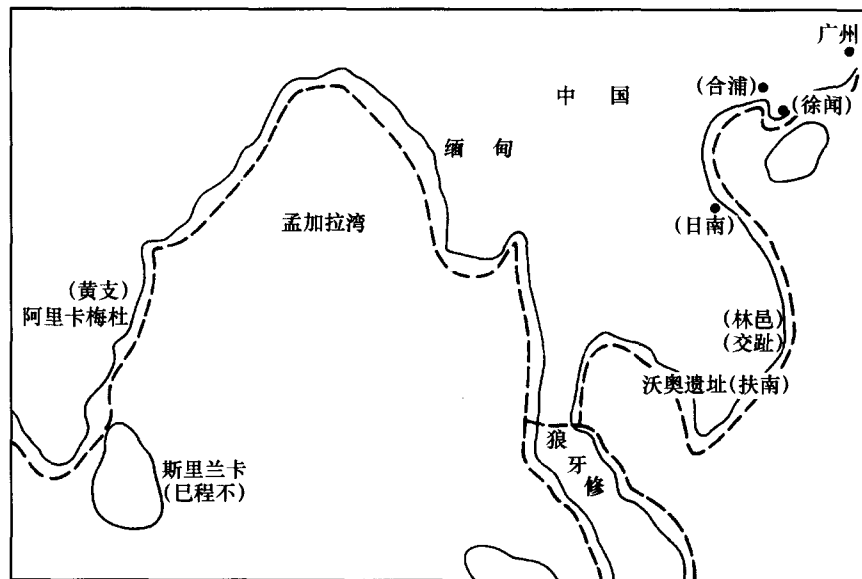 广州
(合浦)
(徐闻)
中 国
缅 甸
孟加拉湾
(日南)
(黄支)
阿里卡梅杜
(林邑)
(交趾)
沃奥遗址(扶南)
狼
牙
修
斯里兰卡
(巳程不)